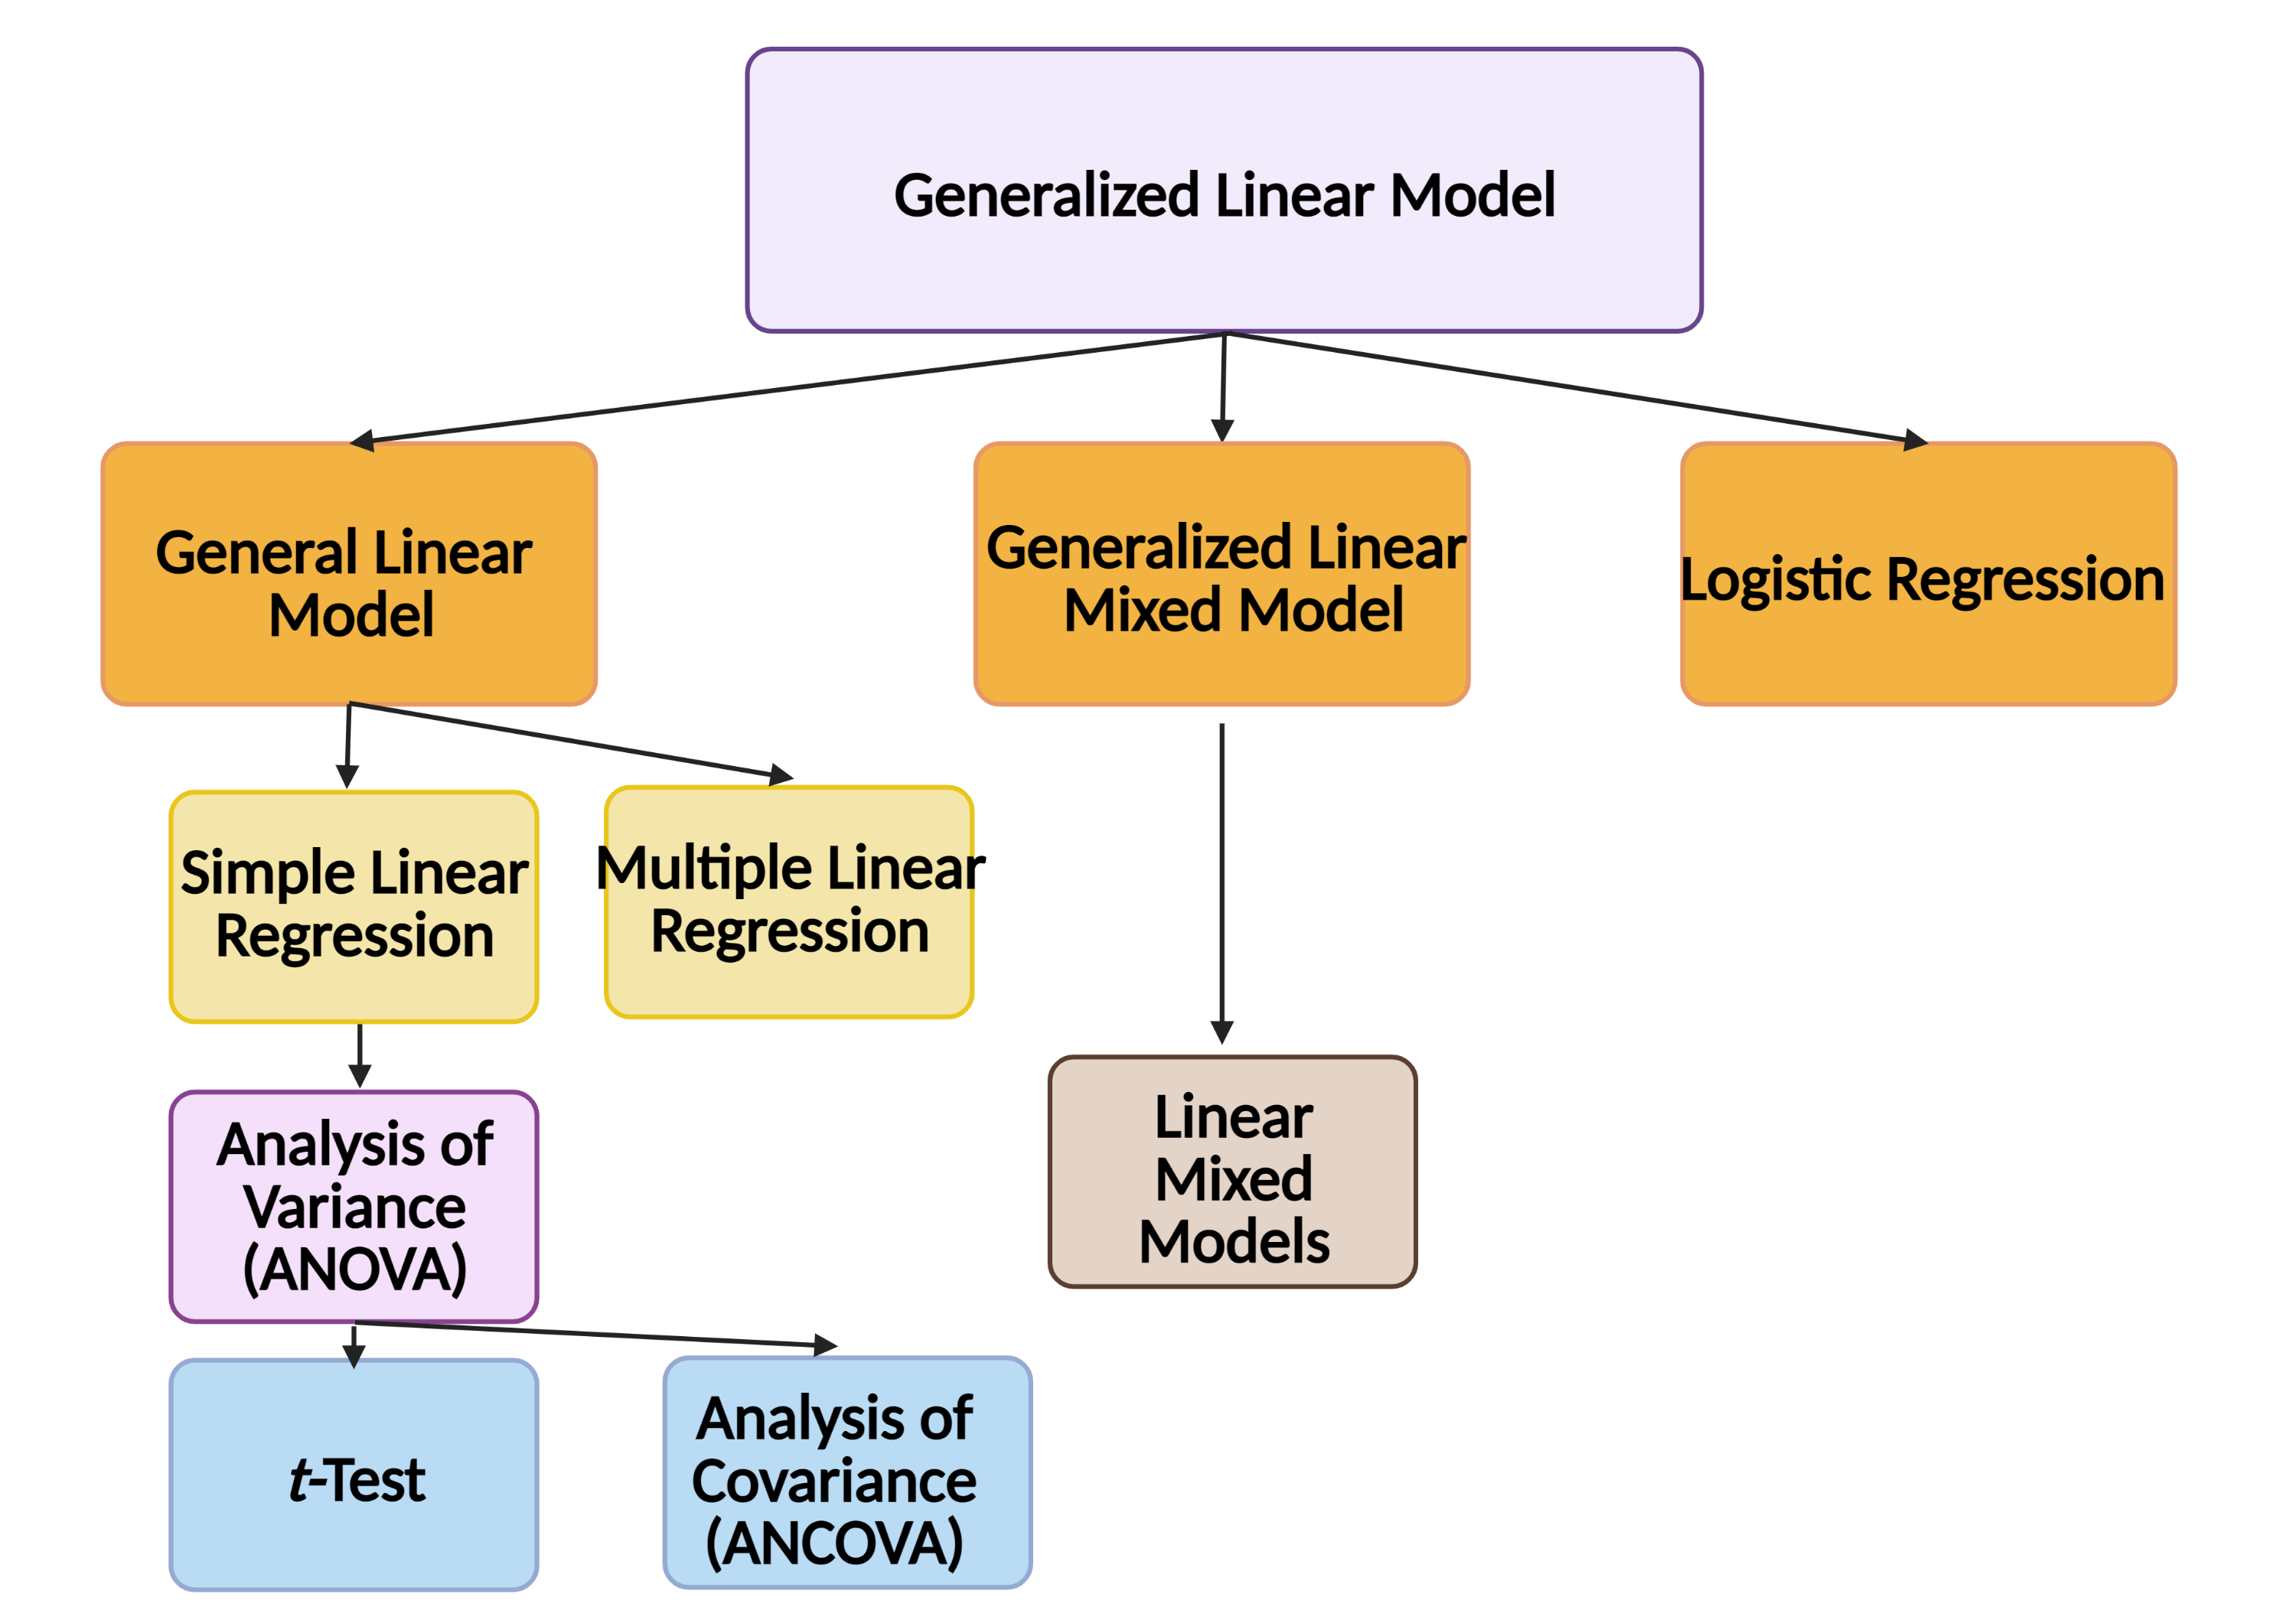 Generalized Linear Model
General Linear
Model
Generalized Linear
Mixed Model
Logistic Regression
Simple Linear
Regression
Multiple Linear
Regression
Analysis of
Variance
(ANOVA)
Linear
Mixed
Models
t-Test
Analysis of
Covariance
(ANCOVA)